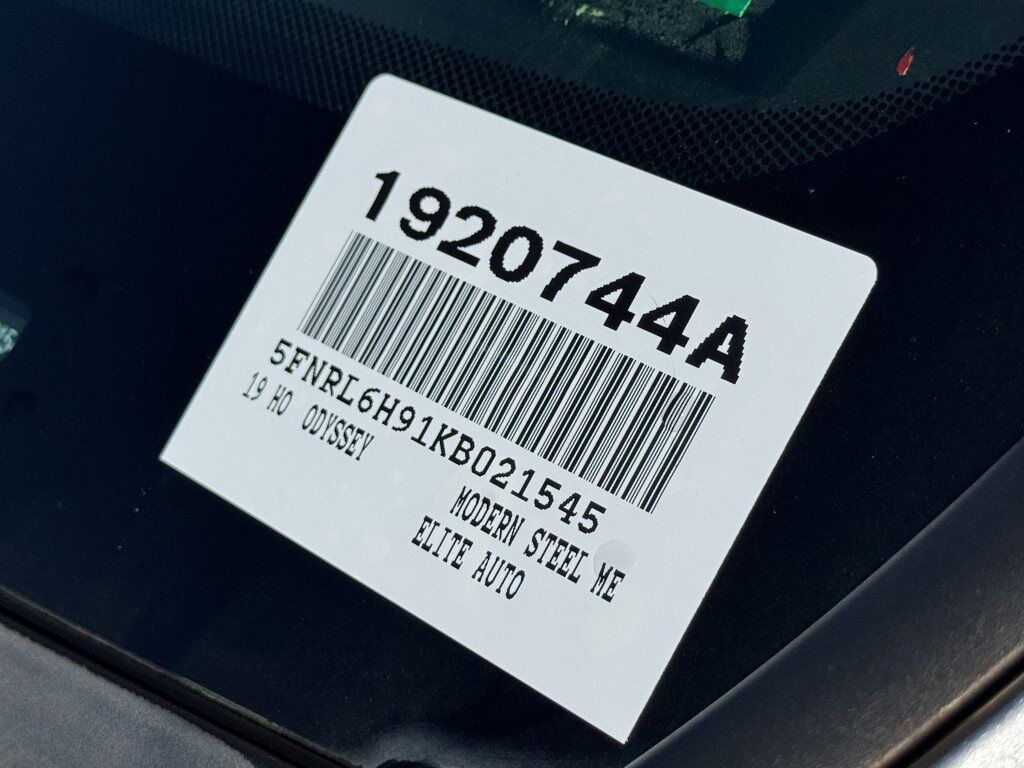 1920744A
5FNRL6H91KB021545
19 HO ODYSSEY
MODERN STEEL ME
ELITE AUTO